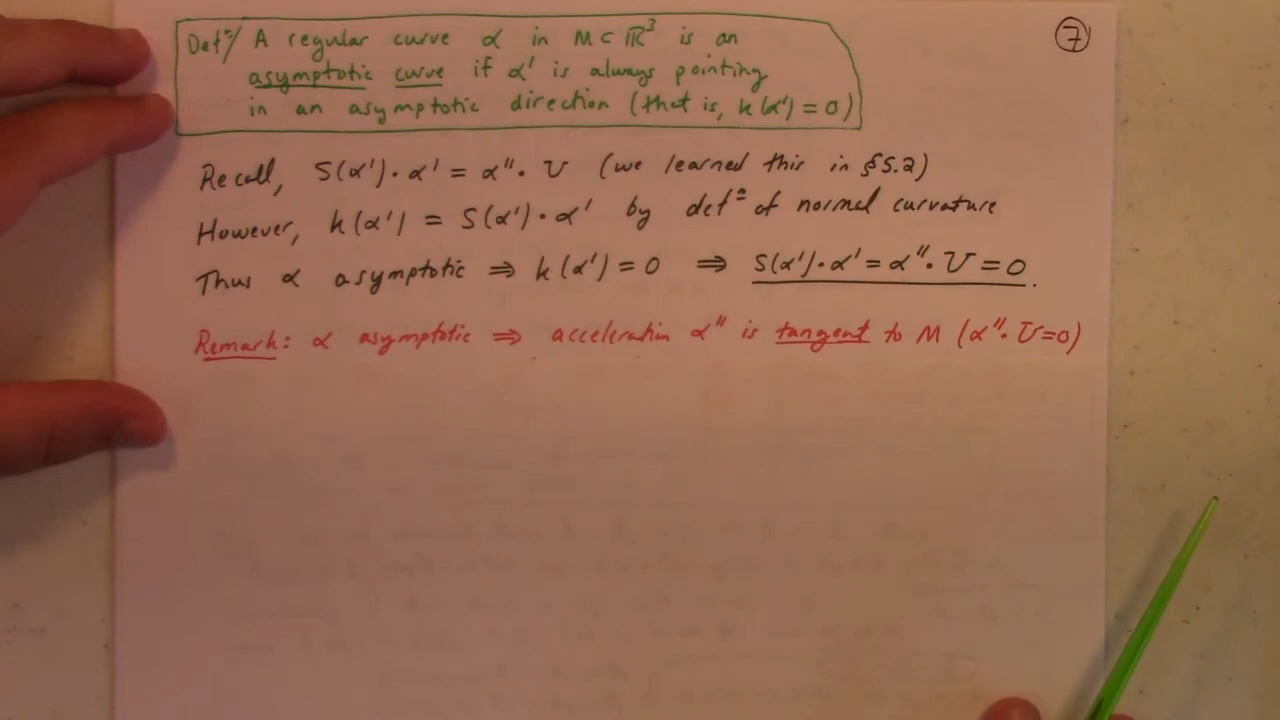 Defⁿ/ A regular curve α in M⊂ℝ³ is an
asymptotic curve if α' is always pointing
in an asymptotic direction (that is, k(α')=0)
⑦
Recall, S(α')·α' = α''·U (we learned this in §5.2)
However, k(α') = S(α')·α' by defⁿ of normal curvature
Thus α asymptotic ⇒ k(α')=0 ⇒ S(α')·α'=α''·U=0.
Remark: α asymptotic ⇒ acceleration α'' is tangent to M (α''·U=0)